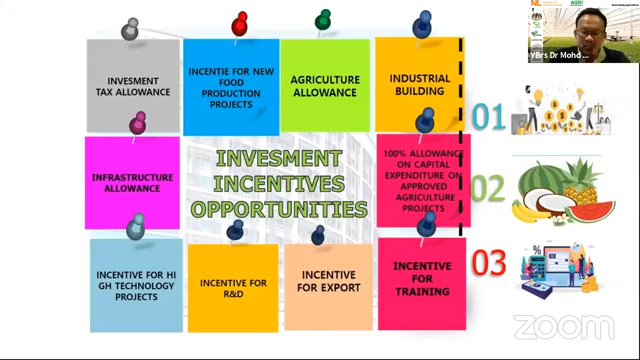 NL
AGRI
YBrs Dr Mohd ...
INVESMENT
TAX ALLOWANCE
INCENTIE FOR NEW
FOOD
PRODUCTION
PROJECTS
AGRICULTURE
ALLOWANCE
INDUSTRIAL
BUILDING
01
INFRASTRUCTURE
ALLOWANCE
INVESMENT
INCENTIVES
OPPORTUNITIES
100% ALLOWANCE
ON CAPITAL
EXPENDITURE ON
APPROVED
AGRICULTURE
PROJECTS
02
INCENTIVE FOR HI
GH TECHNOLOGY
PROJECTS
INCENTIVE FOR
R&D
INCENTIVE
FOR EXPORT
INCENTIVE
FOR
TRAINING
03
%
zoom